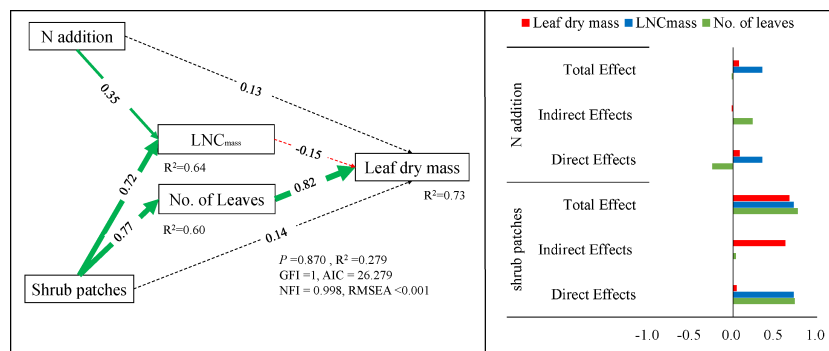 N addition
0.13
0.35
LNCmass
-0.15
R²=0.64
Leaf dry mass
R²=0.73
0.72
No. of Leaves
0.82
0.77
R²=0.60
0.14
Shrub patches
P =0.870 , R² =0.279
GFI =1, AIC = 26.279
NFI = 0.998, RMSEA <0.001
Leaf dry mass LNCmass No. of leaves
N addition
Total Effect
Indirect Effects
Direct Effects
shrub patches
Total Effect
Indirect Effects
Direct Effects
-1.0 0.0 1.0